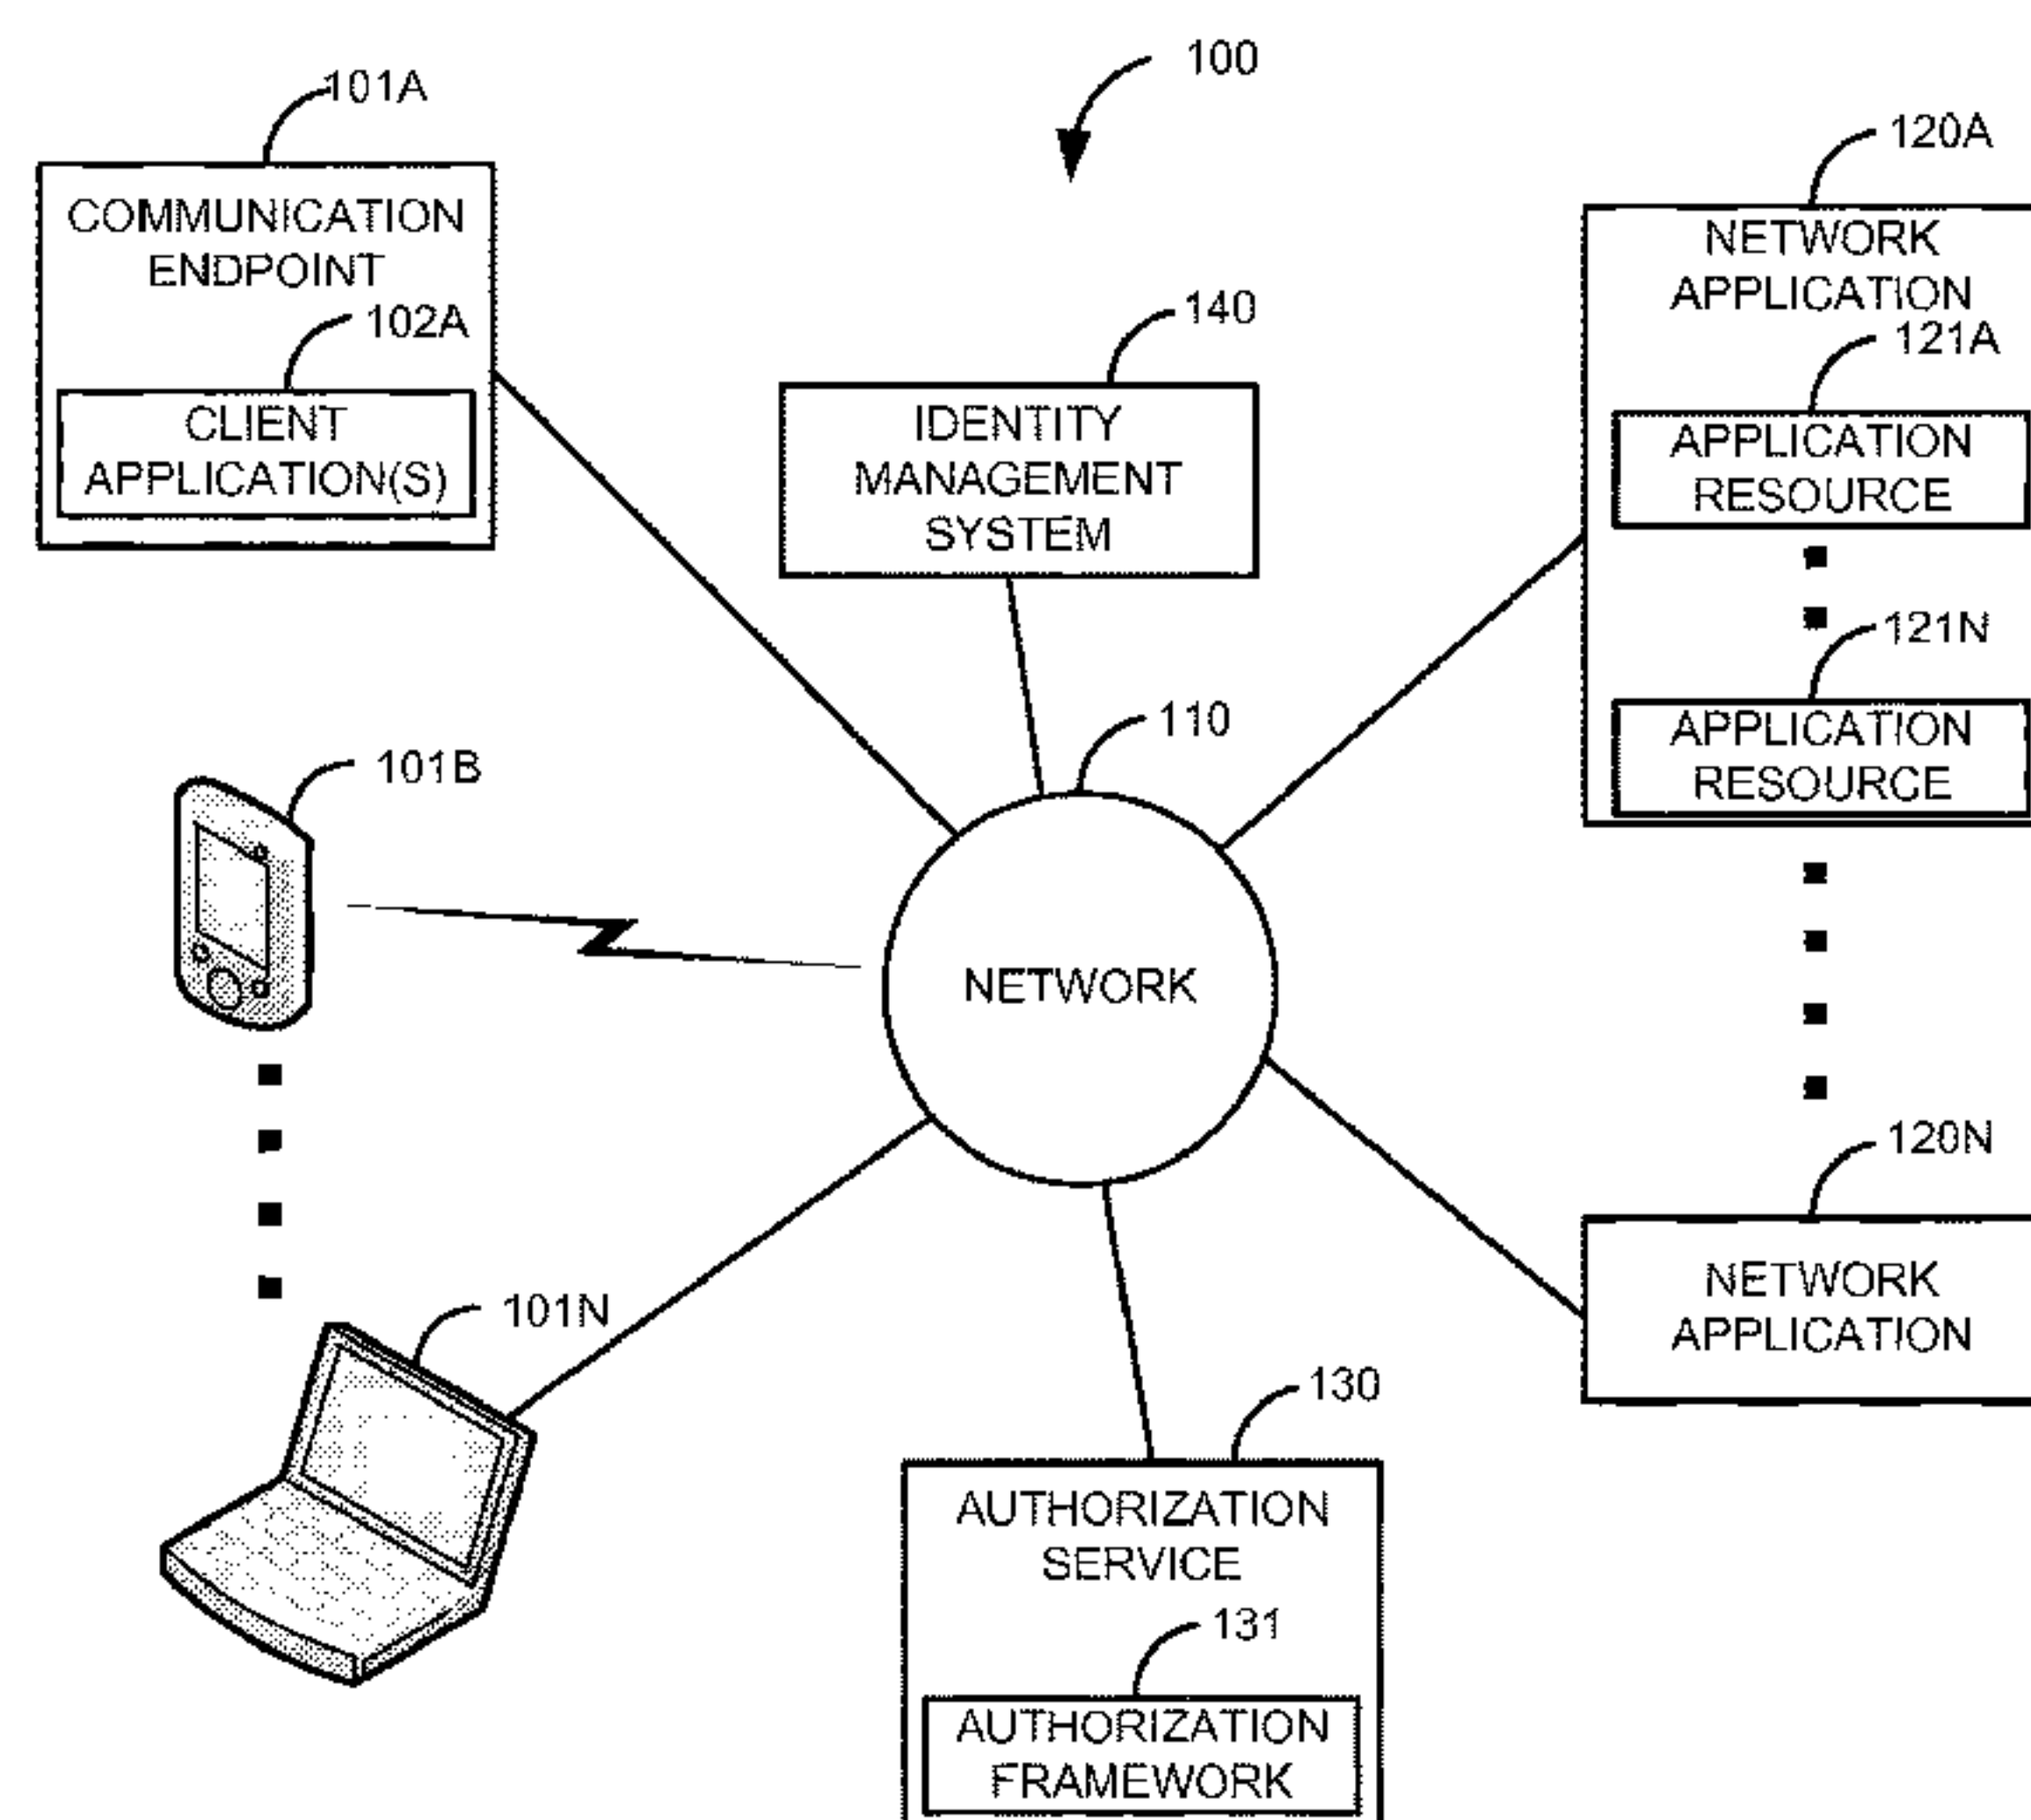 100
101A
COMMUNICATION
ENDPOINT
102A
CLIENT
APPLICATION(S)
140
IDENTITY
MANAGEMENT
SYSTEM
120A
NETWORK
APPLICATION
121A
APPLICATION
RESOURCE
121N
APPLICATION
RESOURCE
101B
110
NETWORK
101N
120N
NETWORK
APPLICATION
130
AUTHORIZATION
SERVICE
131
AUTHORIZATION
FRAMEWORK